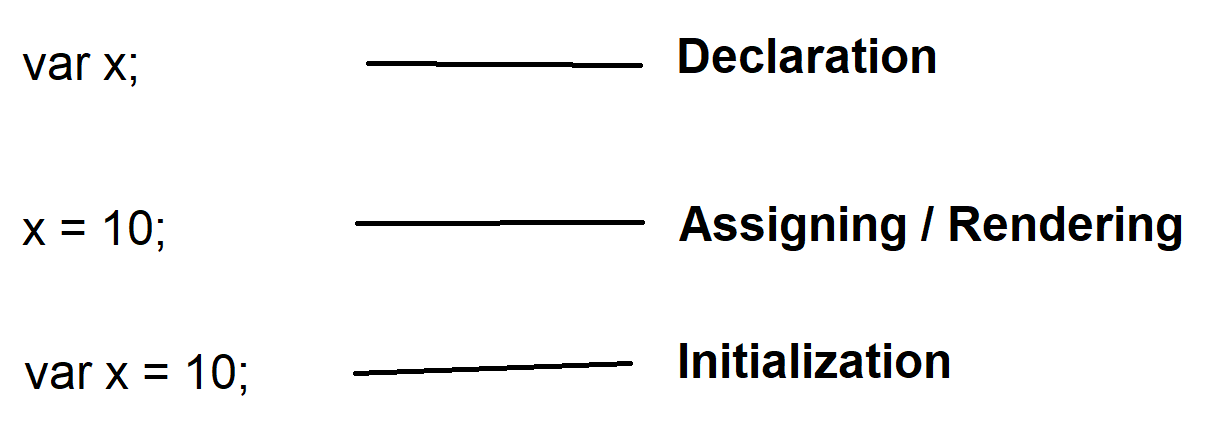 var x; Declaration
x = 10; Assigning / Rendering
var x = 10; Initialization